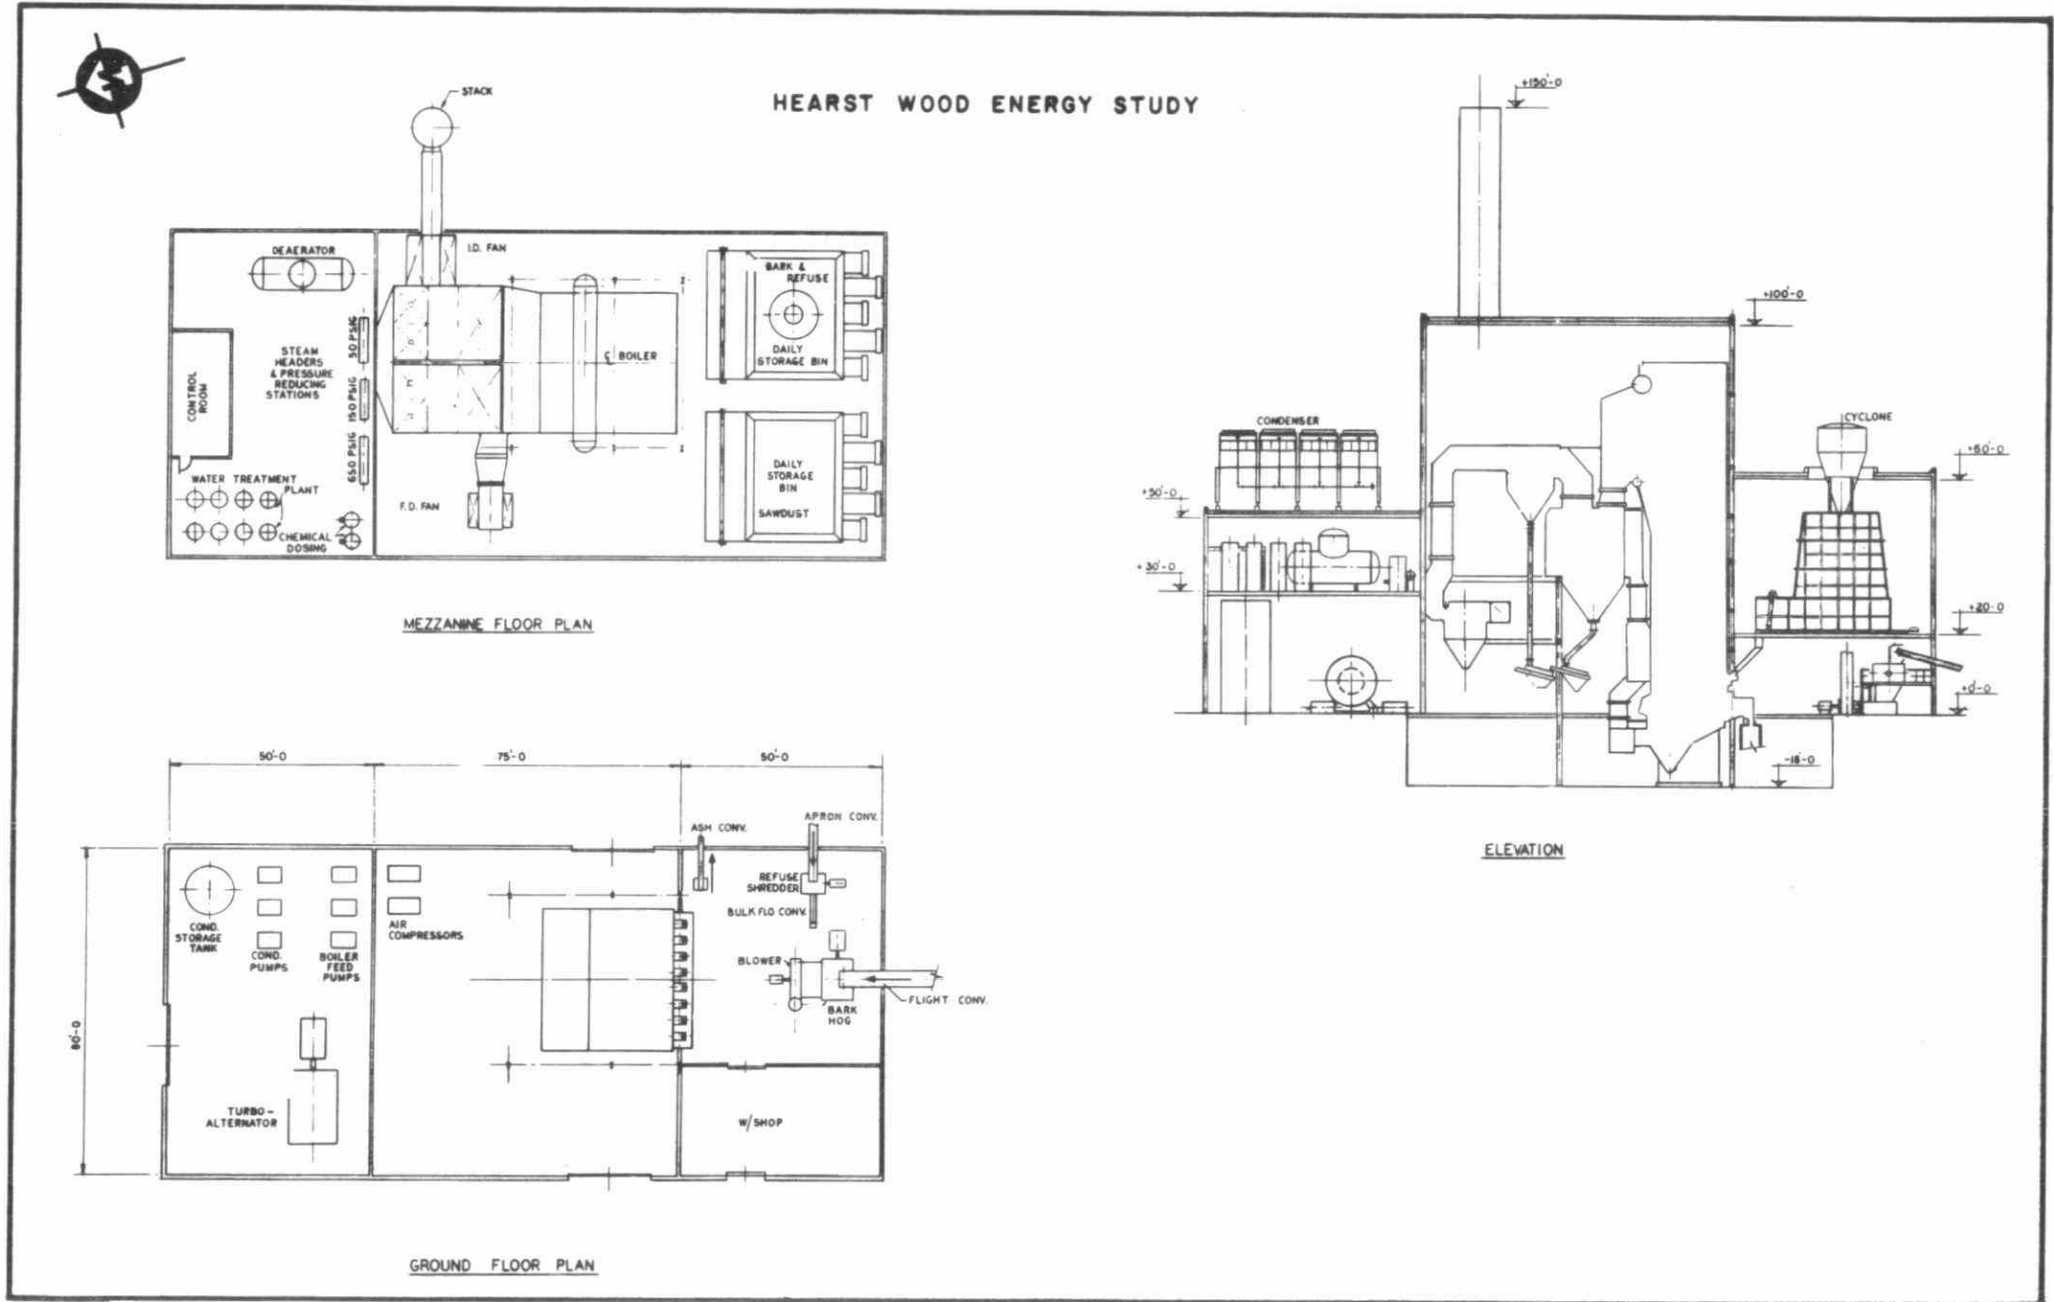 HEARST WOOD ENERGY STUDY
STACK
DEAERATOR
I.D. FAN
BARK &
REFUSE
DAILY
STORAGE BIN
50 PSIG
150 PSIG
650 PSIG
STEAM
HEADERS
& PRESSURE
REDUCING
STATIONS
CONTROL
ROOM
℄ BOILER
WATER TREATMENT
PLANT
CHEMICAL
DOSING
F.D. FAN
DAILY
STORAGE
BIN
SAWDUST
MEZZANINE FLOOR PLAN
50'-0
75'-0
50'-0
80'-0
ASH CONV.
APRON CONV.
REFUSE
SHREDDER
BULK FLO CONV.
COND.
STORAGE
TANK
COND.
PUMPS
BOILER
FEED
PUMPS
AIR
COMPRESSORS
BLOWER
FLIGHT CONV.
BARK
HOG
TURBO-
ALTERNATOR
W/SHOP
GROUND FLOOR PLAN
+150'-0
+100'-0
CONDENSER
CYCLONE
+60'-0
+50'-0
+30'-0
+20-0
+0'-0
ELEVATION